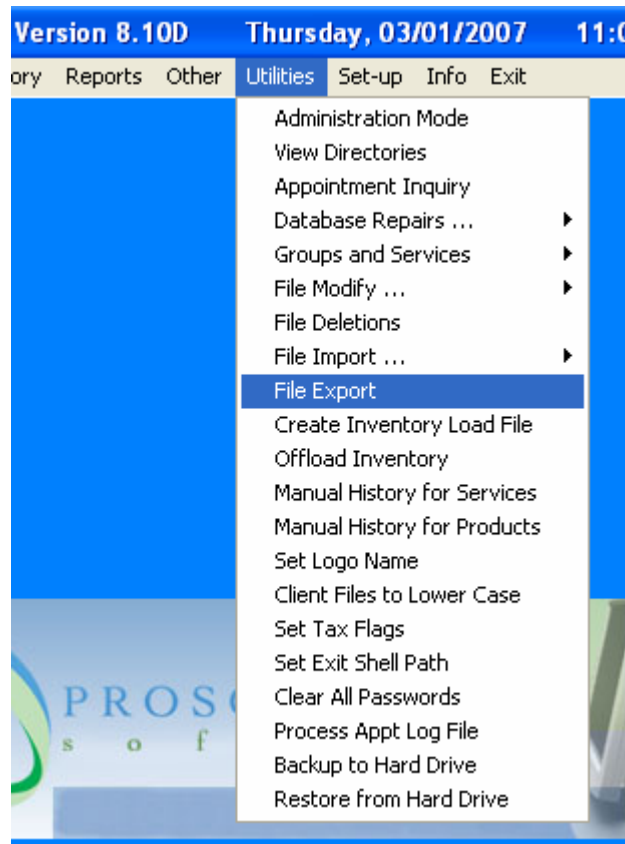 Version 8.10D Thursday, 03/01/2007 11:0
ory Reports Other Utilities Set-up Info Exit
Administration Mode
View Directories
Appointment Inquiry
Database Repairs ...
Groups and Services
File Modify ...
File Deletions
File Import ...
File Export
Create Inventory Load File
Offload Inventory
Manual History for Services
Manual History for Products
Set Logo Name
Client Files to Lower Case
Set Tax Flags
Set Exit Shell Path
Clear All Passwords
Process Appt Log File
Backup to Hard Drive
Restore from Hard Drive
PROS
s o f